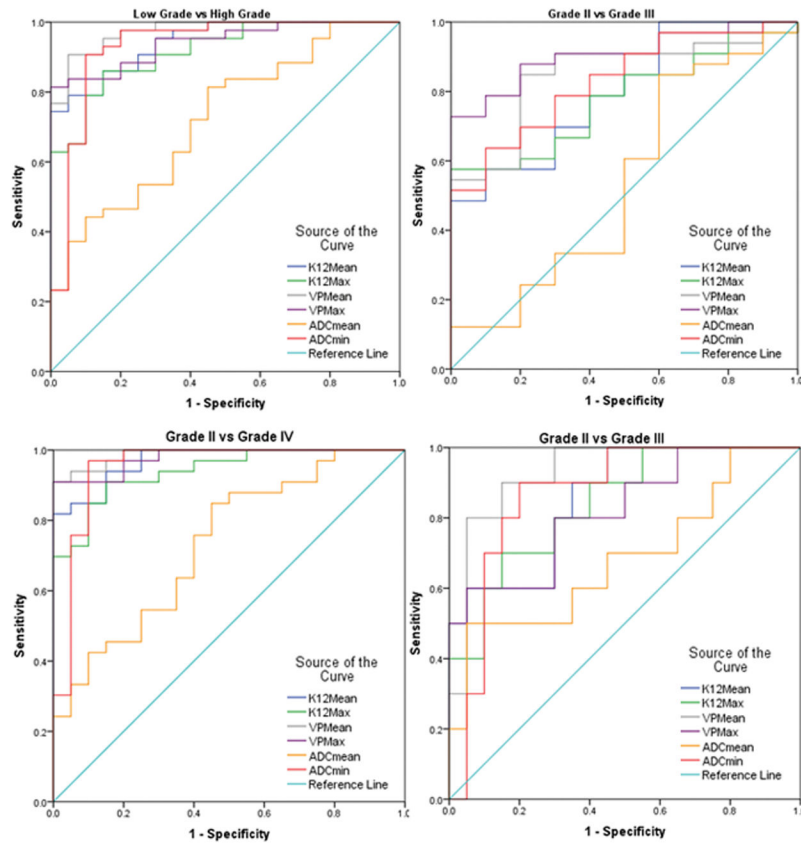 Low Grade vs High Grade
1.0
0.8
0.6
0.4
0.2
0.0
Sensitivity
Source of the
Curve
K12Mean
K12Max
VPMean
VPMax
ADCmean
ADCmin
Reference Line
0.0 0.2 0.4 0.6 0.8 1.0
1 - Specificity
Grade II vs Grade III
1.0
0.8
0.6
0.4
0.2
0.0
Sensitivity
Source of the
Curve
K12Mean
K12Max
VPMean
VPMax
ADCmean
ADCmin
Reference Line
0.0 0.2 0.4 0.6 0.8 1.0
1 - Specificity
Grade II vs Grade IV
1.0
0.8
0.6
0.4
0.2
0.0
Sensitivity
Source of the
Curve
K12Mean
K12Max
VPMean
VPMax
ADCmean
ADCmin
Reference Line
0.0 0.2 0.4 0.6 0.8 1.0
1 - Specificity
Grade II vs Grade III
1.0
0.8
0.6
0.4
0.2
0.0
Sensitivity
Source of the
Curve
K12Mean
K12Max
VPMean
VPMax
ADCmean
ADCmin
Reference Line
0.0 0.2 0.4 0.6 0.8 1.0
1 - Specificity